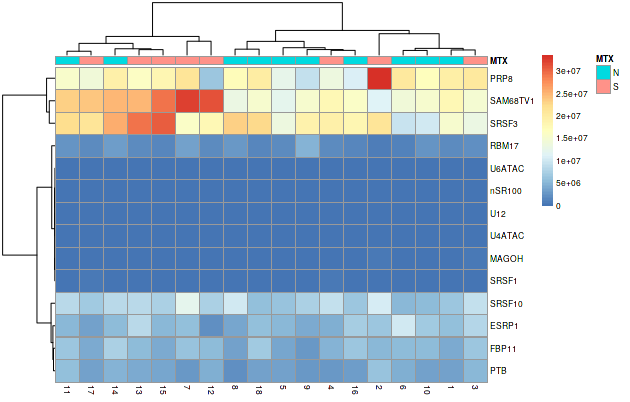 MTX
PRP8
SAM68TV1
SRSF3
RBM17
U6ATAC
nSR100
U12
U4ATAC
MAGOH
SRSF1
SRSF10
ESRP1
FBP11
PTB
11 17 14 13 15 7 12 8 18 5 9 4 16 2 6 10 1 3
3e+07
2.5e+07
2e+07
1.5e+07
1e+07
5e+06
0
MTX
N
S